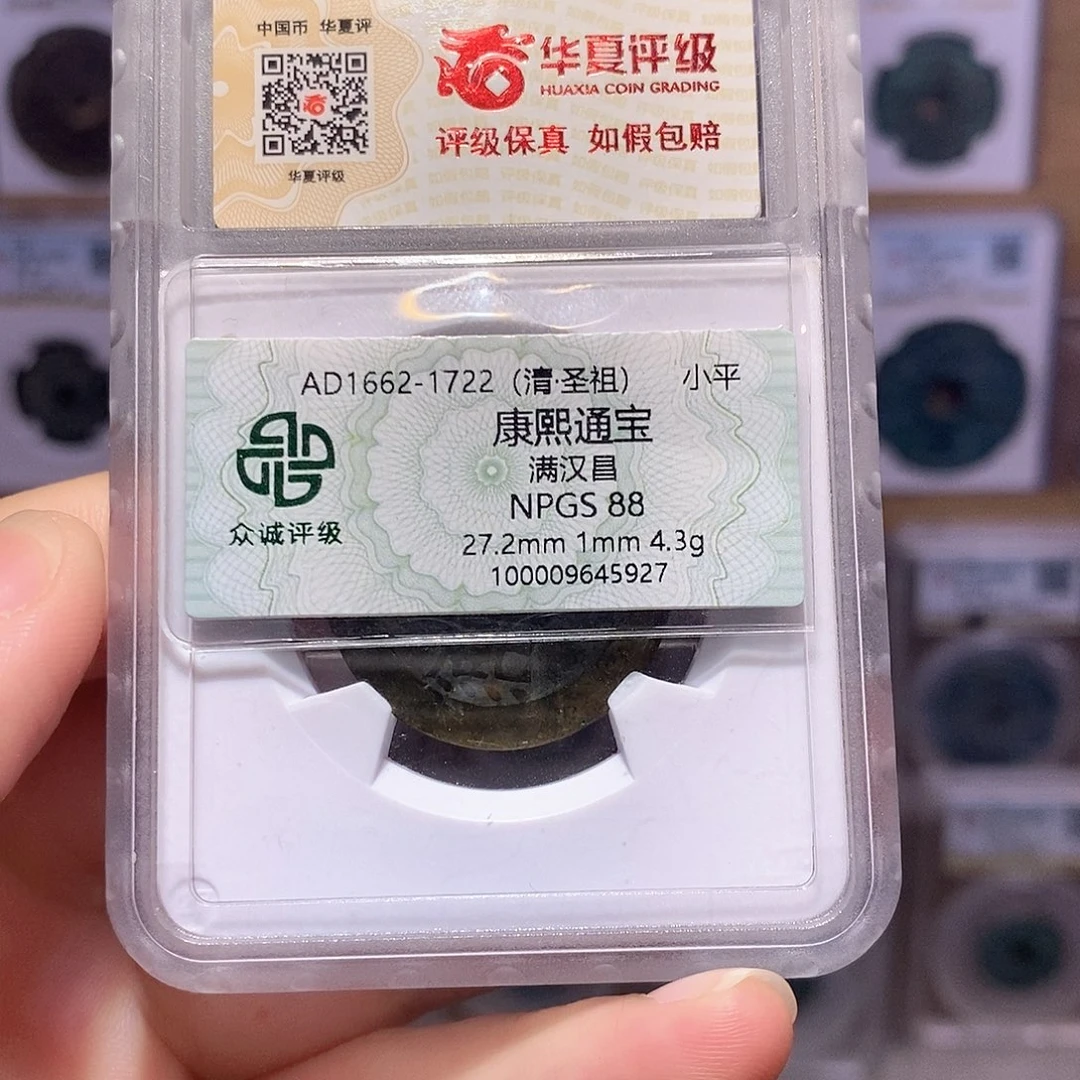 中国币 华夏评
华夏评级
华夏评级
HUAXIA COIN GRADING
评级保真 如假包赔
AD1662-1722（清·圣祖） 小平
康熙通宝
满汉昌
NPGS 88
27.2mm 1mm 4.3g
100009645927
众诚评级